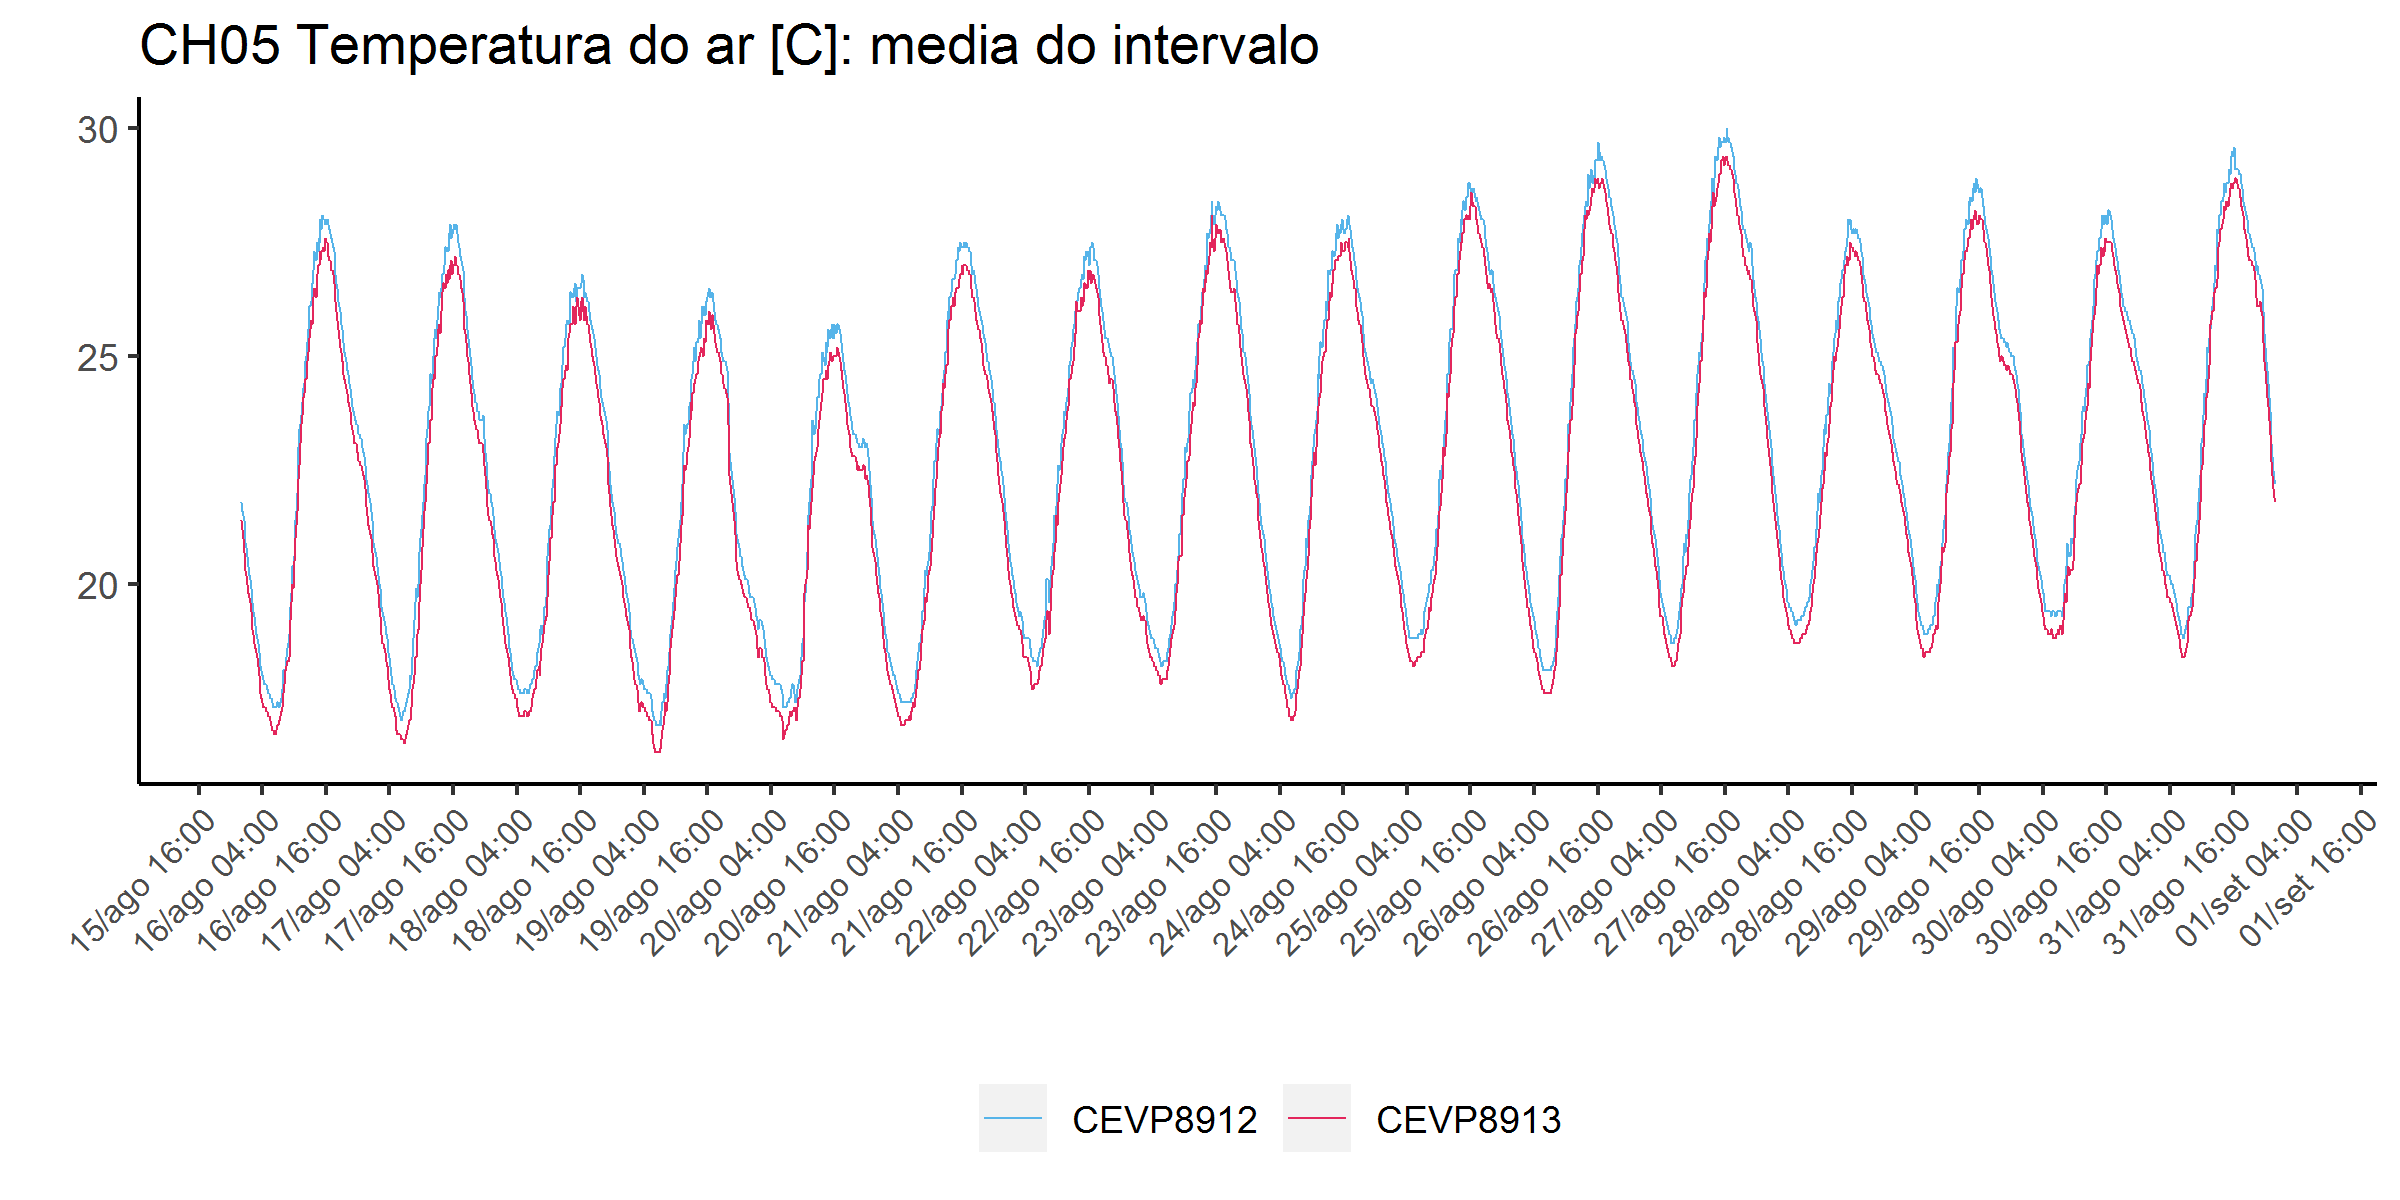 CH05 Temperatura do ar [C]: media do intervalo
30
25
20
15/ago 16:00
16/ago 04:00
16/ago 16:00
17/ago 04:00
17/ago 16:00
18/ago 04:00
18/ago 16:00
19/ago 04:00
19/ago 16:00
20/ago 04:00
20/ago 16:00
21/ago 04:00
21/ago 16:00
22/ago 04:00
22/ago 16:00
23/ago 04:00
23/ago 16:00
24/ago 04:00
24/ago 16:00
25/ago 04:00
25/ago 16:00
26/ago 04:00
26/ago 16:00
27/ago 04:00
27/ago 16:00
28/ago 04:00
28/ago 16:00
29/ago 04:00
29/ago 16:00
30/ago 04:00
30/ago 16:00
31/ago 04:00
31/ago 16:00
01/set 04:00
01/set 16:00
CEVP8912
CEVP8913